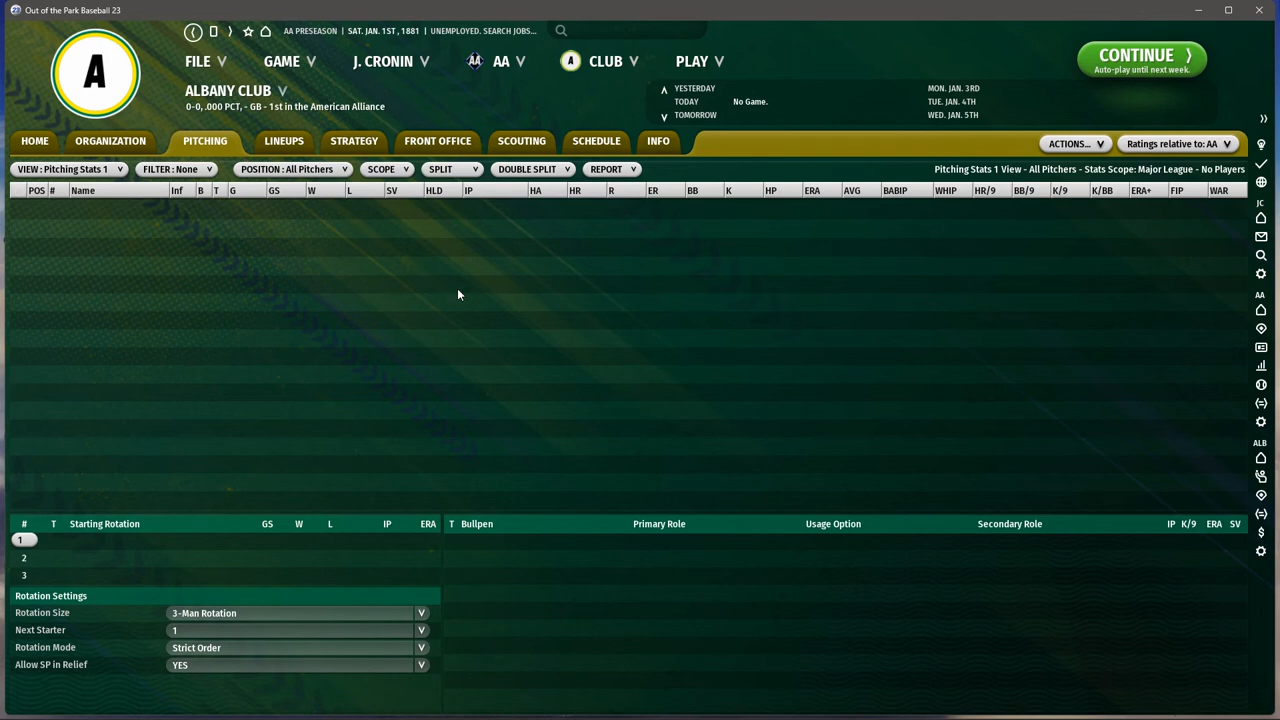 Out of the Park Baseball 23
AA PRESEASON | SAT. JAN. 1ST , 1881 | UNEMPLOYED. SEARCH JOBS...
A
FILE GAME J. CRONIN AA AA A CLUB PLAY
CONTINUE
Auto-play until next week.
ALBANY CLUB
0-0, .000 PCT, - GB - 1st in the American Alliance
YESTERDAY MON. JAN. 3RD
TODAY No Game. TUE. JAN. 4TH
TOMORROW WED. JAN. 5TH
HOME ORGANIZATION PITCHING LINEUPS STRATEGY FRONT OFFICE SCOUTING SCHEDULE INFO
ACTIONS... Ratings relative to: AA
VIEW : Pitching Stats 1 FILTER : None POSITION : All Pitchers SCOPE SPLIT DOUBLE SPLIT REPORT
Pitching Stats 1 View - All Pitchers - Stats Scope: Major League - No Players
POS # Name Inf B T G GS W L SV HLD IP HA HR R ER BB K HP ERA AVG BABIP WHIP HR/9 BB/9 K/9 K/BB ERA+ FIP WAR
JC
AA
ALB
# T Starting Rotation GS W L IP ERA
T Bullpen Primary Role Usage Option Secondary Role IP K/9 ERA SV
1
2
3
Rotation Settings
Rotation Size 3-Man Rotation
Next Starter 1
Rotation Mode Strict Order
Allow SP in Relief YES